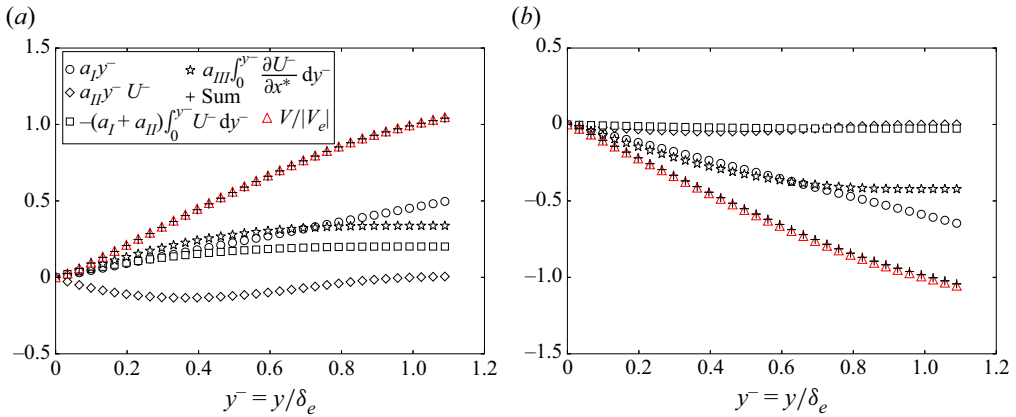 (a)
(b)
1.5
1.0
0.5
0
–0.5
a_I y⁻
a_II y⁻ U⁻
–(a_I + a_II)∫₀^{y⁻} U⁻ dy⁻
a_III ∫₀^{y⁻} ∂U⁻/∂x* dy⁻
+ Sum
V/|V_e|
0 0.2 0.4 0.6 0.8 1.0 1.2
y⁻ = y/δ_e
0.5
0
–0.5
–1.0
–1.5
0 0.2 0.4 0.6 0.8 1.0 1.2
y⁻ = y/δ_e